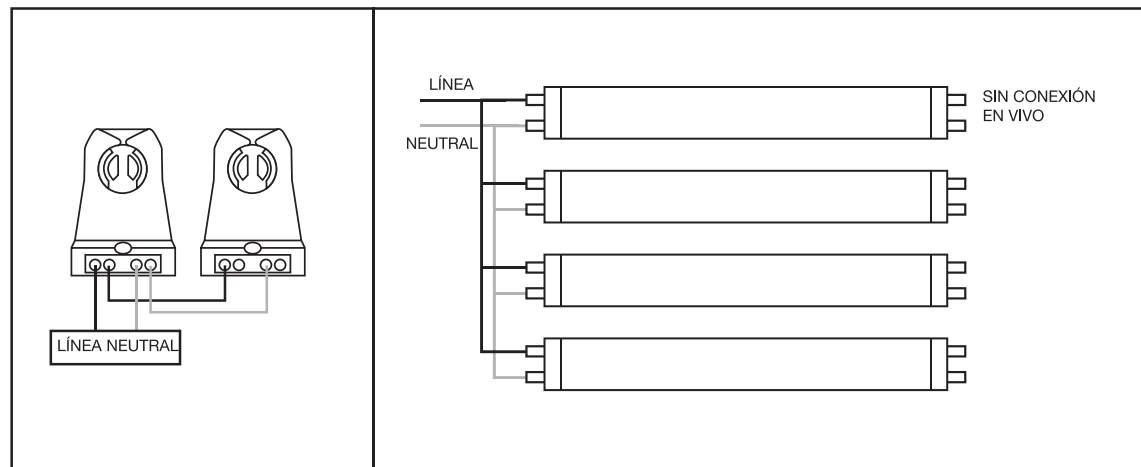 LÍNEA NEUTRAL
LÍNEA
NEUTRAL
SIN CONEXIÓN
EN VIVO